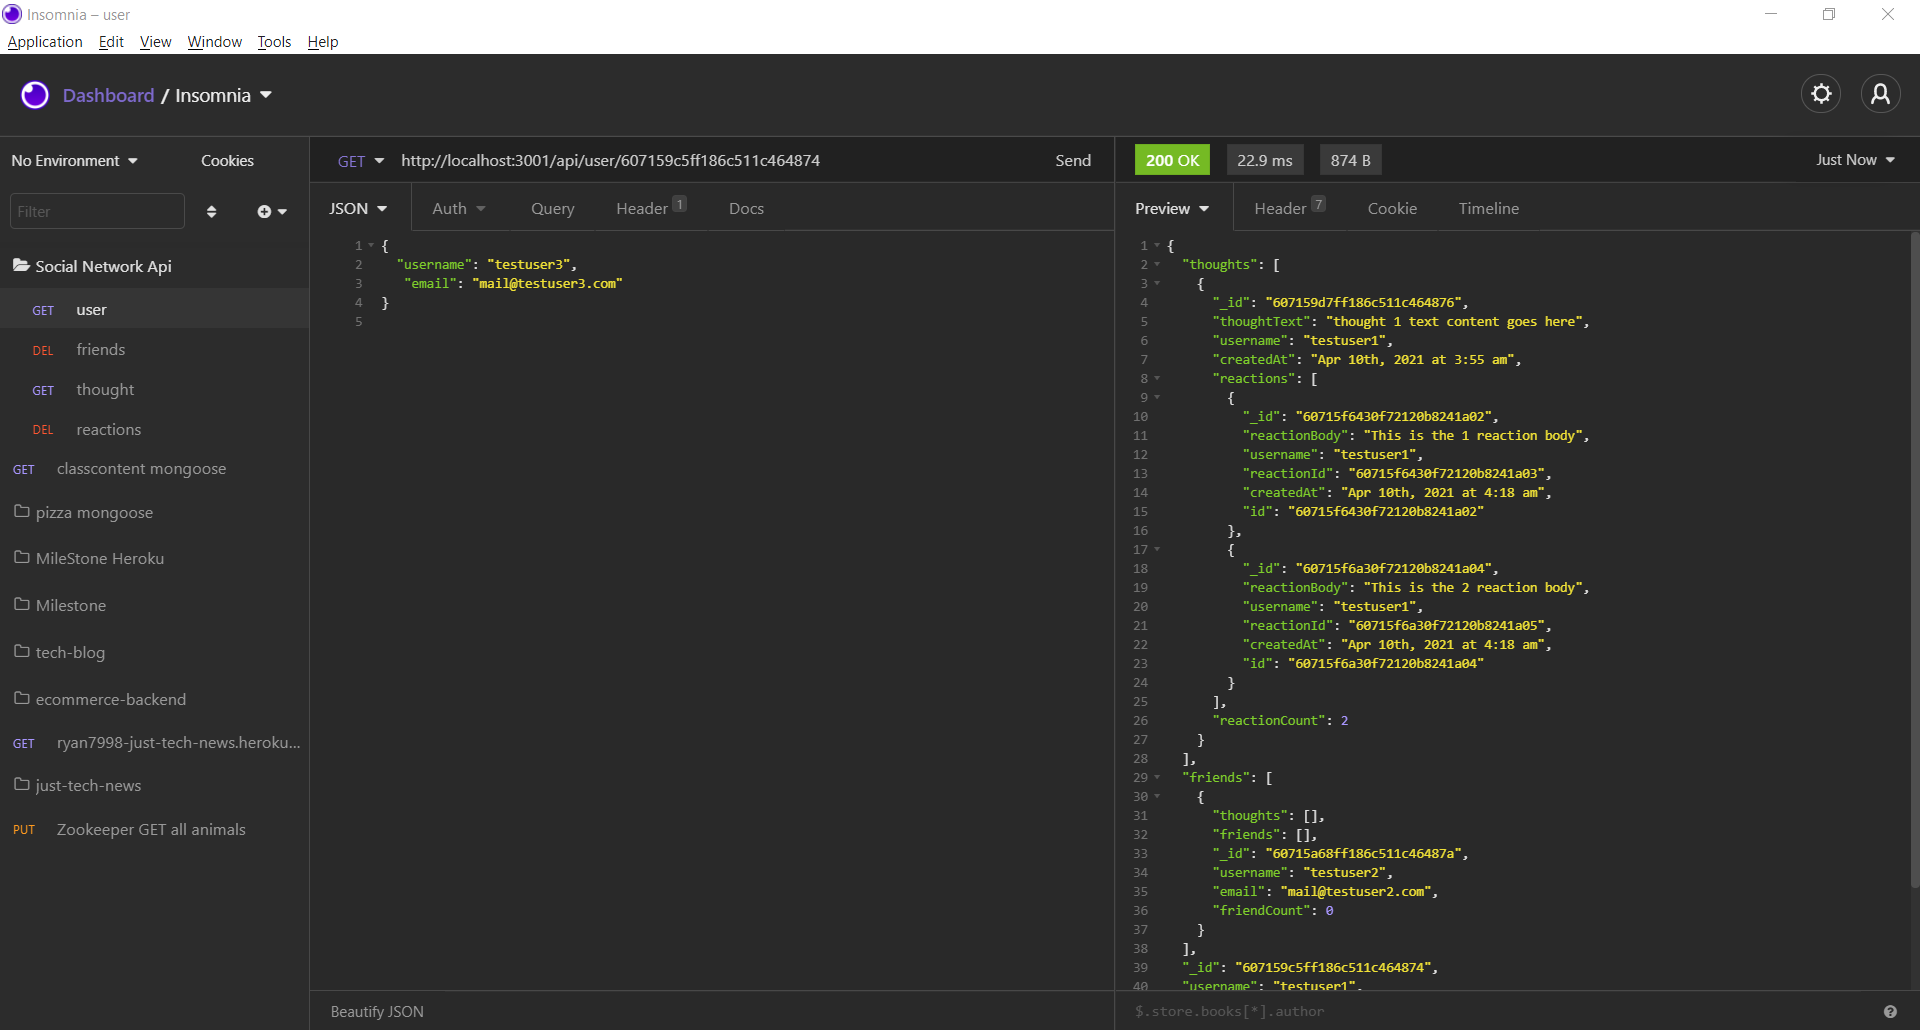 Insomnia – user
Application Edit View Window Tools Help
Dashboard / Insomnia
No Environment Cookies
Filter
Social Network Api
GET user
DEL friends
GET thought
DEL reactions
GET classcontent mongoose
pizza mongoose
MileStone Heroku
Milestone
tech-blog
ecommerce-backend
GET ryan7998-just-tech-news.heroku...
just-tech-news
PUT Zookeeper GET all animals
GET http://localhost:3001/api/user/607159c5ff186c511c464874 Send
JSON Auth Query Header 1 Docs
1 {
2 "username": "testuser3",
3 "email": "mail@testuser3.com"
4 }
5
Beautify JSON
200 OK 22.9 ms 874 B Just Now
Preview Header 7 Cookie Timeline
1 {
2 "thoughts": [
3 {
4 "_id": "607159d7ff186c511c464876",
5 "thoughtText": "thought 1 text content goes here",
6 "username": "testuser1",
7 "createdAt": "Apr 10th, 2021 at 3:55 am",
8 "reactions": [
9 {
10 "_id": "60715f6430f72120b8241a02",
11 "reactionBody": "This is the 1 reaction body",
12 "username": "testuser1",
13 "reactionId": "60715f6430f72120b8241a03",
14 "createdAt": "Apr 10th, 2021 at 4:18 am",
15 "id": "60715f6430f72120b8241a02"
16 },
17 {
18 "_id": "60715f6a30f72120b8241a04",
19 "reactionBody": "This is the 2 reaction body",
20 "username": "testuser1",
21 "reactionId": "60715f6a30f72120b8241a05",
22 "createdAt": "Apr 10th, 2021 at 4:18 am",
23 "id": "60715f6a30f72120b8241a04"
24 }
25 ],
26 "reactionCount": 2
27 }
28 ],
29 "friends": [
30 {
31 "thoughts": [],
32 "friends": [],
33 "_id": "60715a68ff186c511c46487a",
34 "username": "testuser2",
35 "email": "mail@testuser2.com",
36 "friendCount": 0
37 }
38 ],
39 "_id": "607159c5ff186c511c464874",
40 "username": "testuser1",
$.store.books[*].author